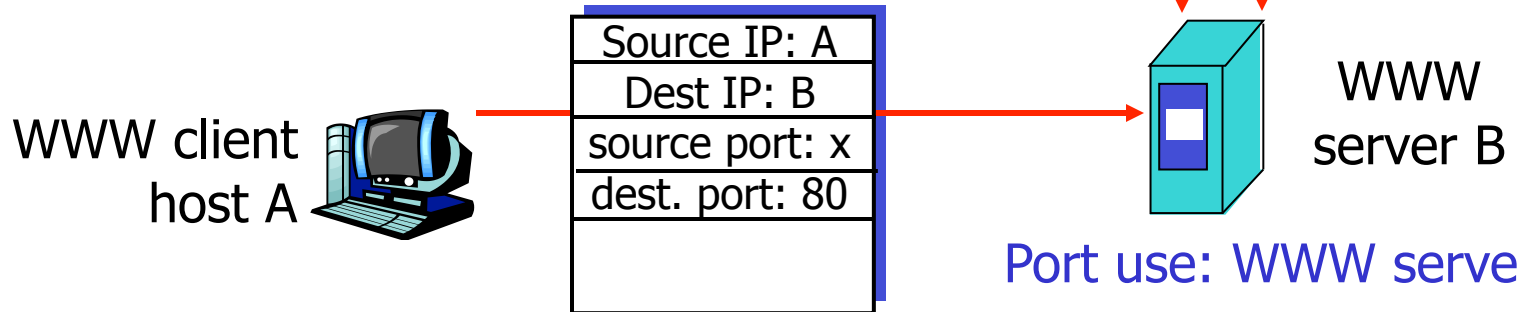 WWW client
host A
Source IP: A
Dest IP: B
source port: x
dest. port: 80
WWW
server B
Port use: WWW serve